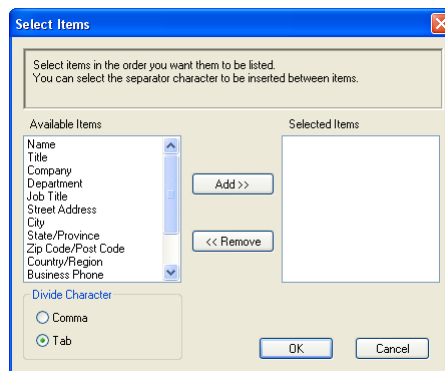 Select Items
Select items in the order you want them to be listed.
You can select the separator character to be inserted between items.
Available Items
Selected Items
Name
Title
Company
Department
Job Title
Street Address
City
State/Province
Zip Code/Post Code
Country/Region
Business Phone
Add >>
<< Remove
Divide Character
Comma
Tab
OK
Cancel